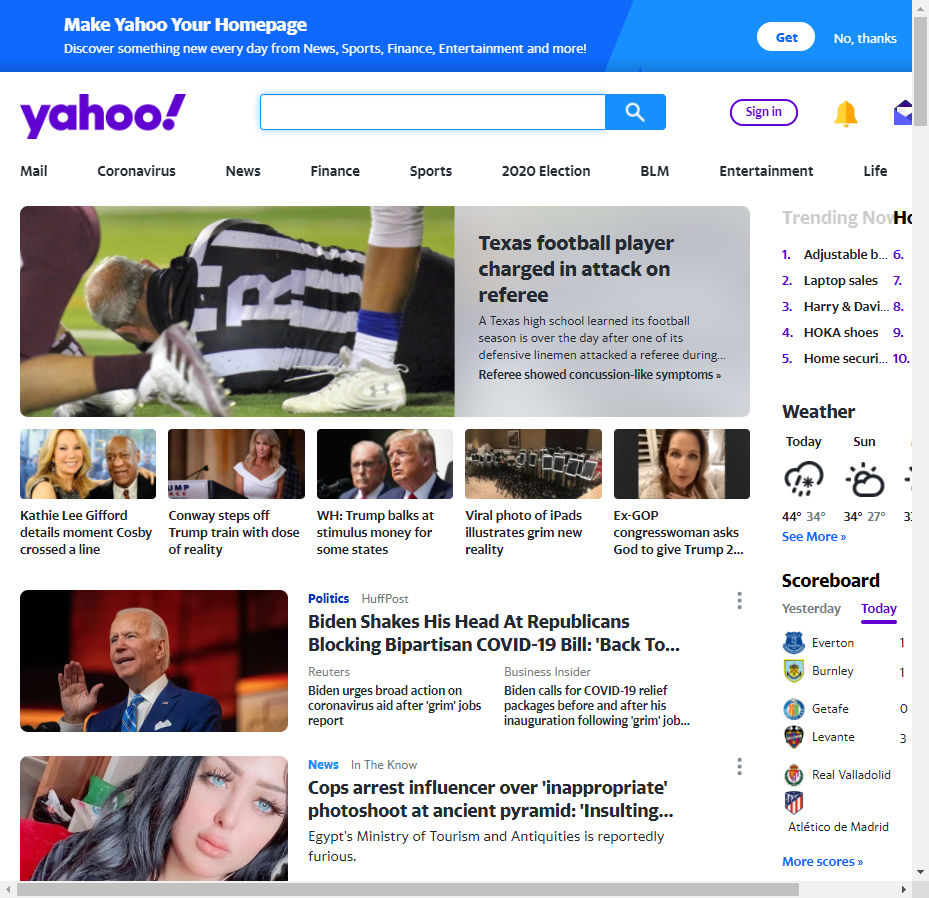 Make Yahoo Your Homepage
Discover something new every day from News, Sports, Finance, Entertainment and more!
Get
No, thanks
yahoo!
Sign in
Mail
Coronavirus
News
Finance
Sports
2020 Election
BLM
Entertainment
Life
Texas football player
charged in attack on
referee
A Texas high school learned its football
season is over the day after one of its
defensive linemen attacked a referee during...
Referee showed concussion-like symptoms »
Kathie Lee Gifford
details moment Cosby
crossed a line
Conway steps off
Trump train with dose
of reality
WH: Trump balks at
stimulus money for
some states
Viral photo of iPads
illustrates grim new
reality
Ex-GOP
congresswoman asks
God to give Trump 2...
Politics HuffPost
Biden Shakes His Head At Republicans
Blocking Bipartisan COVID-19 Bill: 'Back To...
Reuters
Biden urges broad action on
coronavirus aid after 'grim' jobs
report
Business Insider
Biden calls for COVID-19 relief
packages before and after his
inauguration following 'grim' job...
News In The Know
Cops arrest influencer over 'inappropriate'
photoshoot at ancient pyramid: 'Insulting...
Egypt's Ministry of Tourism and Antiquities is reportedly
furious.
Trending Now
1. Adjustable b... 6.
2. Laptop sales 7.
3. Harry & Davi... 8.
4. HOKA shoes 9.
5. Home securi... 10.
Weather
Today Sun
44° 34° 34° 27°
See More »
Scoreboard
Yesterday Today
Everton 1
Burnley 1
Getafe 0
Levante 3
Real Valladolid
Atlético de Madrid
More scores »